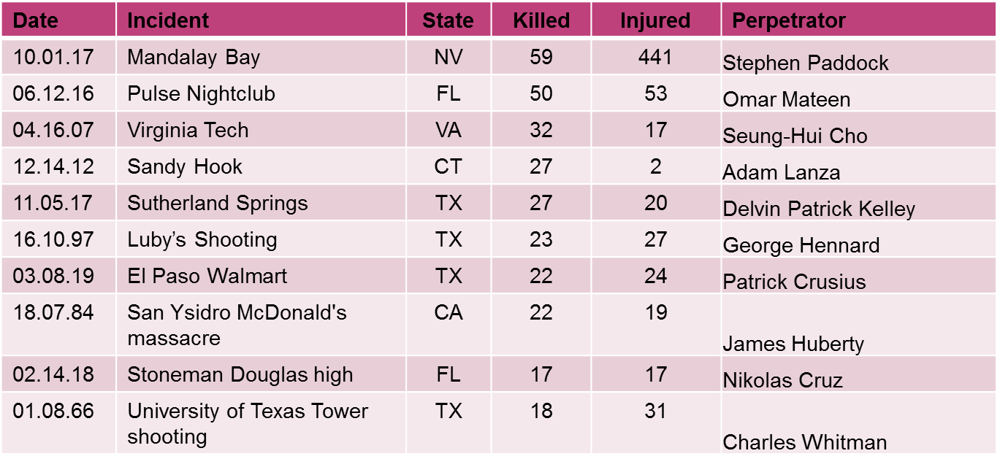 Date Incident State Killed Injured Perpetrator
10.01.17 Mandalay Bay NV 59 441 Stephen Paddock
06.12.16 Pulse Nightclub FL 50 53 Omar Mateen
04.16.07 Virginia Tech VA 32 17 Seung-Hui Cho
12.14.12 Sandy Hook CT 27 2 Adam Lanza
11.05.17 Sutherland Springs TX 27 20 Delvin Patrick Kelley
16.10.97 Luby’s Shooting TX 23 27 George Hennard
03.08.19 El Paso Walmart TX 22 24 Patrick Crusius
18.07.84 San Ysidro McDonald's CA 22 19
massacre James Huberty
02.14.18 Stoneman Douglas high FL 17 17 Nikolas Cruz
01.08.66 University of Texas Tower TX 18 31
shooting Charles Whitman